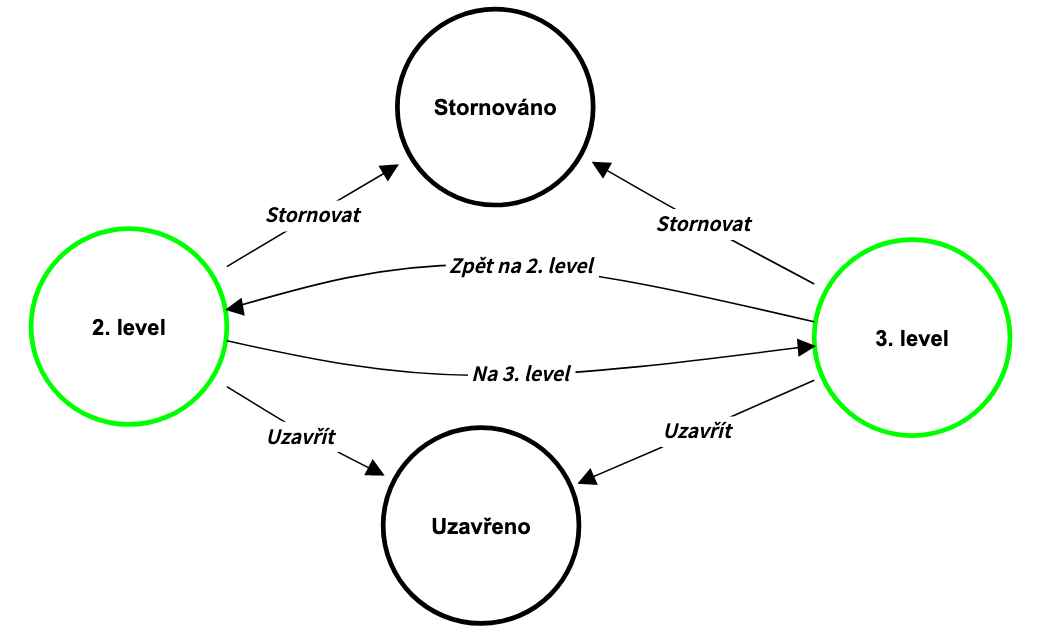 Stornováno
Stornovat
Stornovat
Zpět na 2. level
2. level
3. level
Na 3. level
Uzavřít
Uzavřít
Uzavřeno